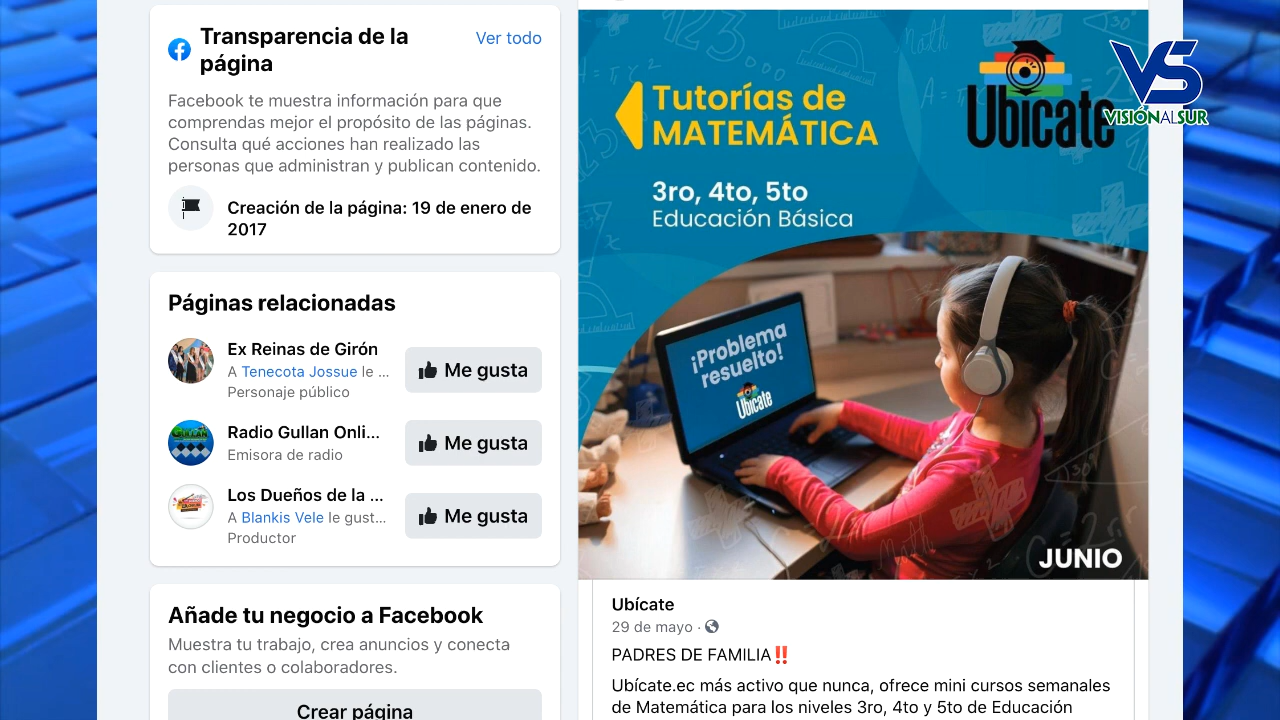 Transparencia de la
página
Ver todo
Facebook te muestra información para que
comprendas mejor el propósito de las páginas.
Consulta qué acciones han realizado las
personas que administran y publican contenido.
Creación de la página: 19 de enero de
2017
Páginas relacionadas
Ex Reinas de Girón
A Tenecota Jossue le ...
Personaje público
Me gusta
Radio Gullan Onli...
Emisora de radio
Me gusta
Los Dueños de la ...
A Blankis Vele le gust...
Productor
Me gusta
Añade tu negocio a Facebook
Muestra tu trabajo, crea anuncios y conecta
con clientes o colaboradores.
Crear página
Tutorías de
MATEMÁTICA
Ubícate
VS
VISIÓNALSUR
3ro, 4to, 5to
Educación Básica
¡Problema
resuelto!
Ubícate
JUNIO
Ubícate
29 de mayo ·
PADRES DE FAMILIA‼️
Ubícate.ec más activo que nunca, ofrece mini cursos semanales
de Matemática para los niveles 3ro, 4to y 5to de Educación